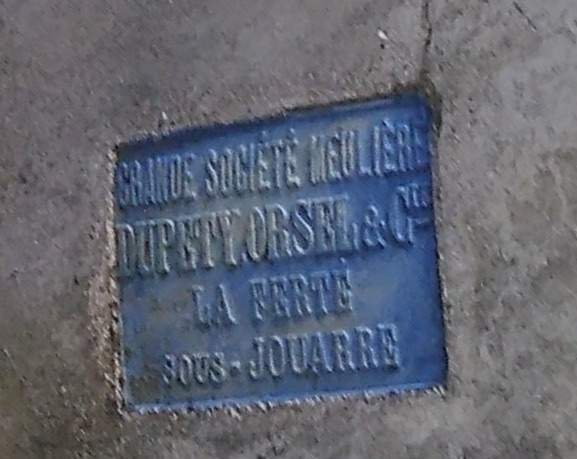 GRANDE SOCIÉTÉ MEULIÈRE
DUPETY, ORSEL & Cie
LA FERTÉ
SOUS-JOUARRE